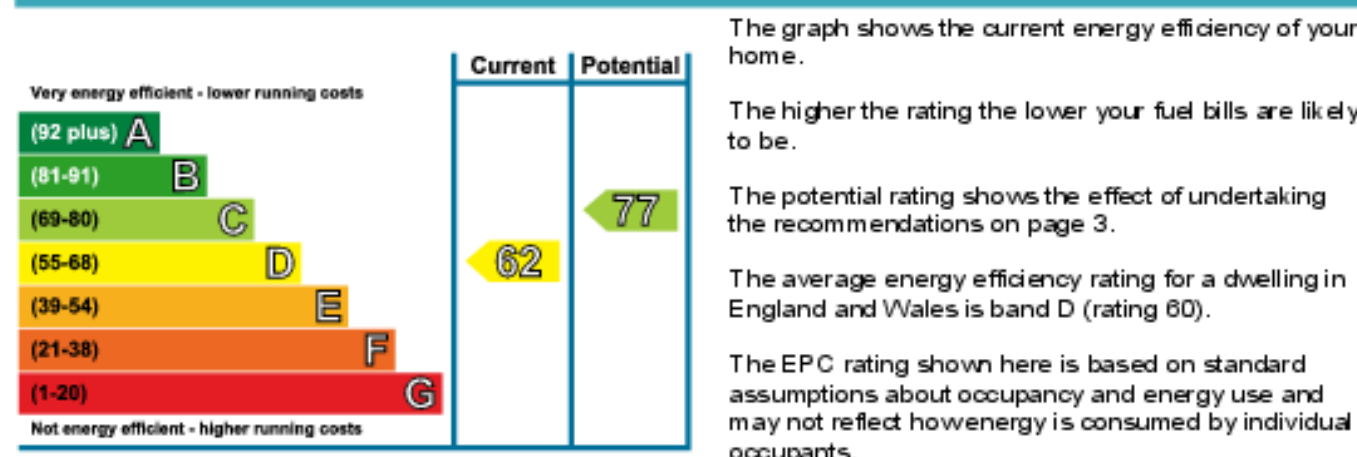 Current Potential
Very energy efficient - lower running costs
(92 plus) A
(81-91) B
(69-80) C
77
(55-68) D
62
(39-54) E
(21-38) F
(1-20) G
Not energy efficient - higher running costs
The graph shows the current energy efficiency of your
home.
The higher the rating the lower your fuel bills are likely
to be.
The potential rating shows the effect of undertaking
the recommendations on page 3.
The average energy efficiency rating for a dwelling in
England and Wales is band D (rating 60).
The EPC rating shown here is based on standard
assumptions about occupancy and energy use and
may not reflect how energy is consumed by individual
occupants.